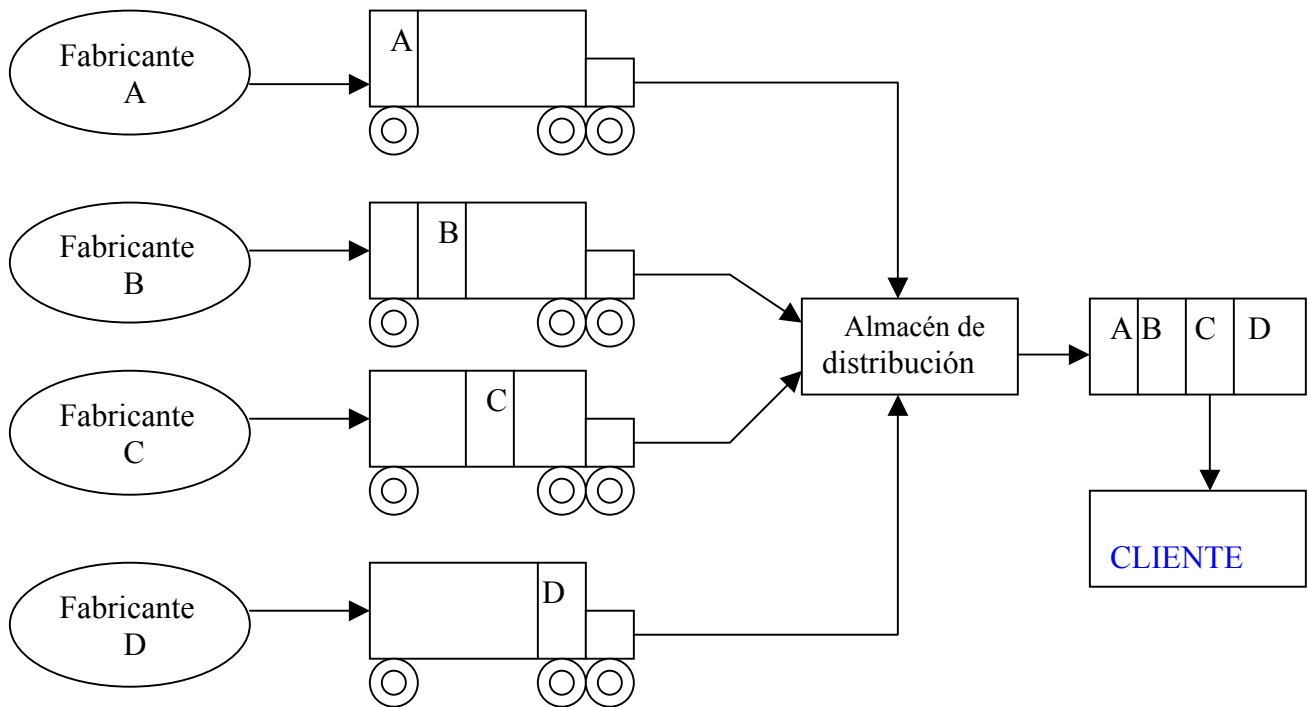 Fabricante
A
A
Fabricante
B
B
Fabricante
C
C
Fabricante
D
D
Almacén de
distribución
A B C D
CLIENTE